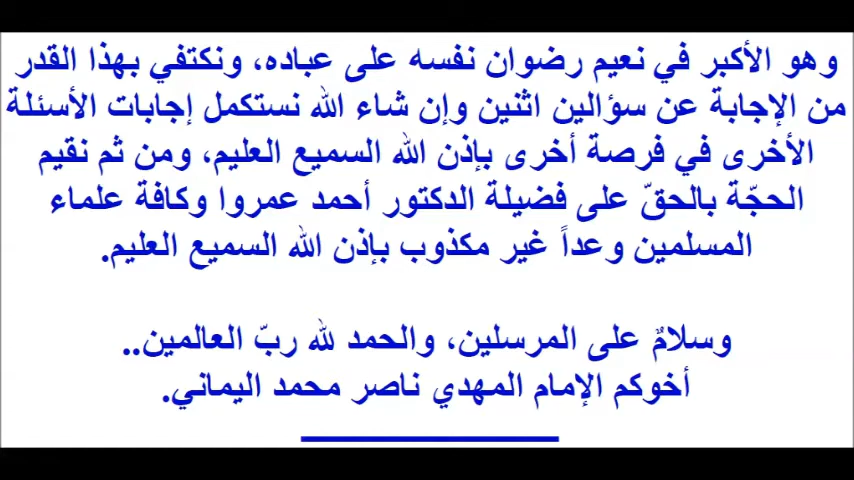 وهو الأكبر في نعيم رضوان نفسه على عباده، ونكتفي بهذا القدر
من الإجابة عن سؤالين اثنين وإن شاء الله نستكمل إجابات الأسئلة
الأخرى في فرصة أخرى بإذن الله السميع العليم، ومن ثم نقيم
الحجّة بالحقّ على فضيلة الدكتور أحمد عمروا وكافة علماء
المسلمين وعداً غير مكذوب بإذن الله السميع العليم.
وسلامٌ على المرسلين، والحمد لله ربّ العالمين..
أخوكم الإمام المهدي ناصر محمد اليماني.